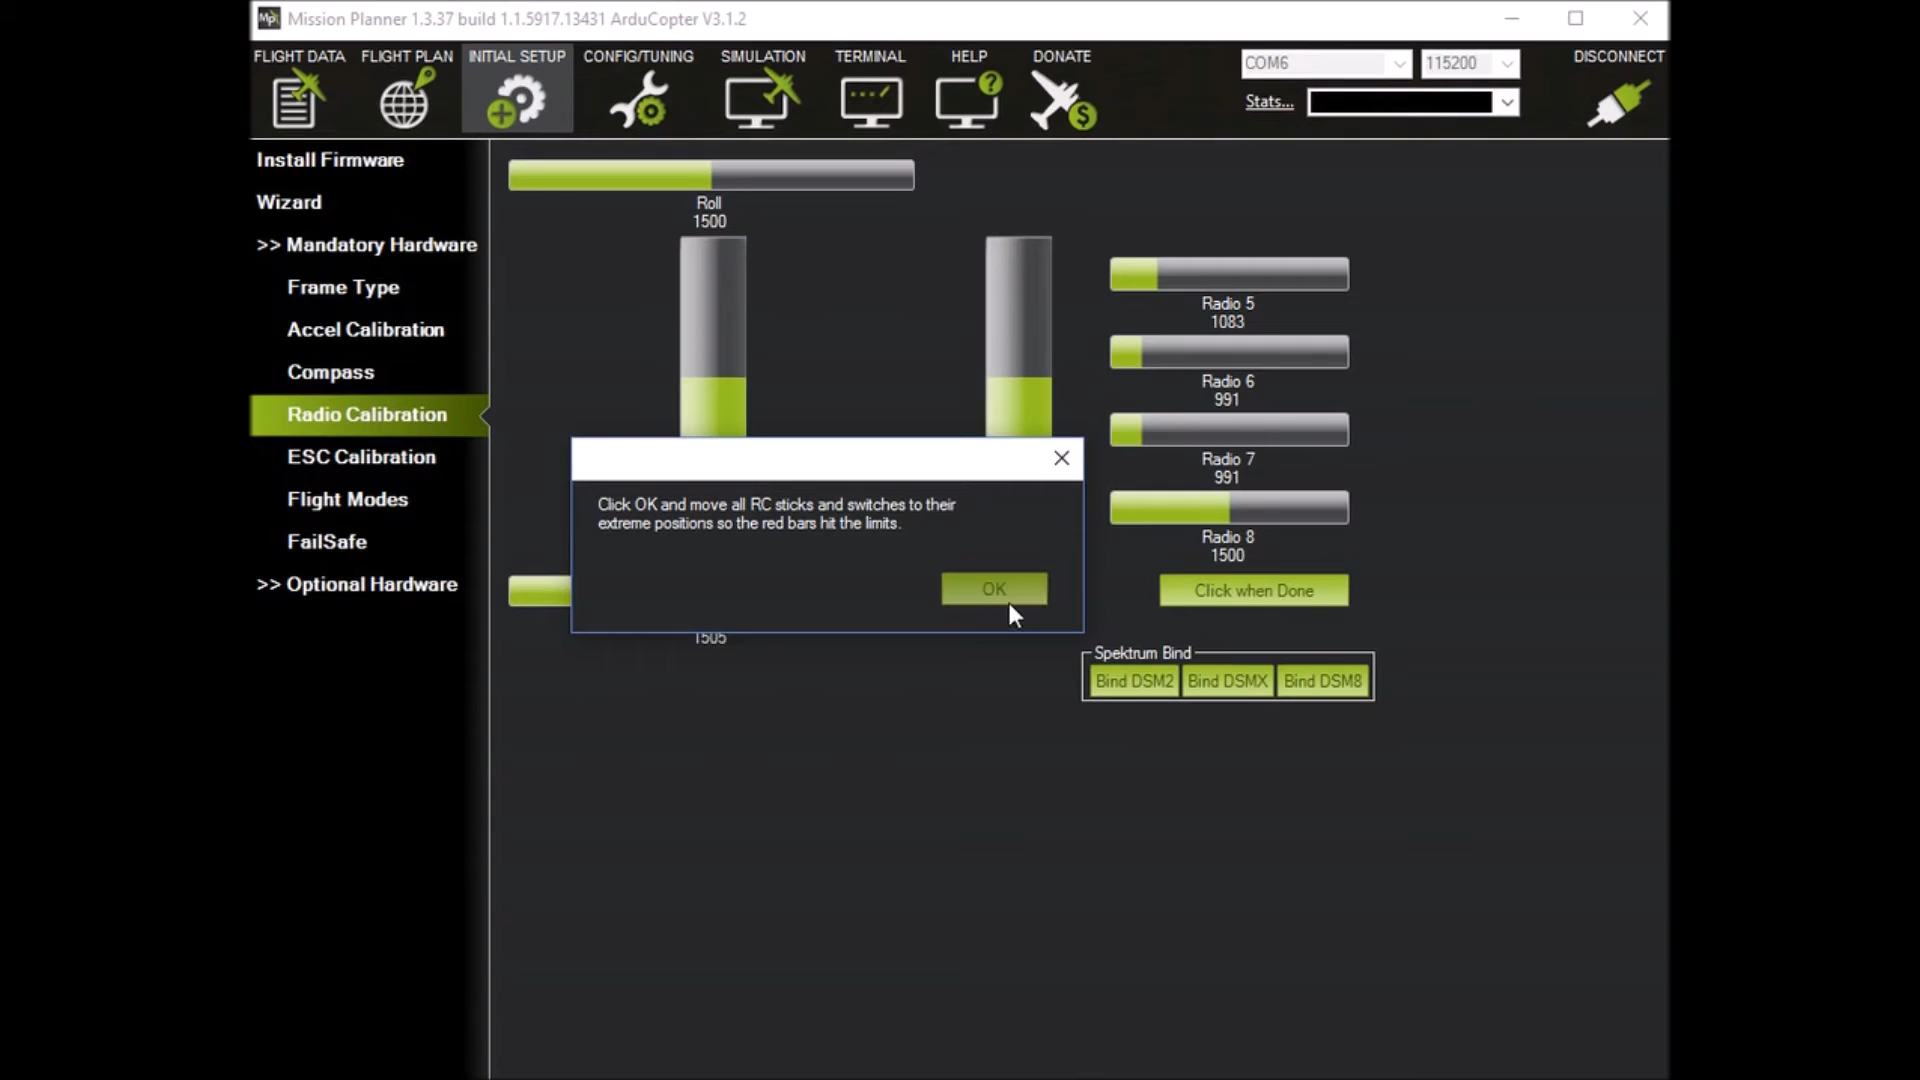 Mission Planner 1.3.37 build 1.1.5917.13431 ArduCopter V3.1.2
FLIGHT DATA
FLIGHT PLAN
INITIAL SETUP
CONFIG/TUNING
SIMULATION
TERMINAL
HELP
DONATE
COM6
115200
DISCONNECT
Stats...
Install Firmware
Wizard
>> Mandatory Hardware
Frame Type
Accel Calibration
Compass
Radio Calibration
ESC Calibration
Flight Modes
FailSafe
>> Optional Hardware
Roll
1500
Radio 5
1083
Radio 6
991
Radio 7
991
Radio 8
1500
Click OK and move all RC sticks and switches to their
extreme positions so the red bars hit the limits.
OK
Click when Done
1505
Spektrum Bind
Bind DSM2
Bind DSMX
Bind DSM8